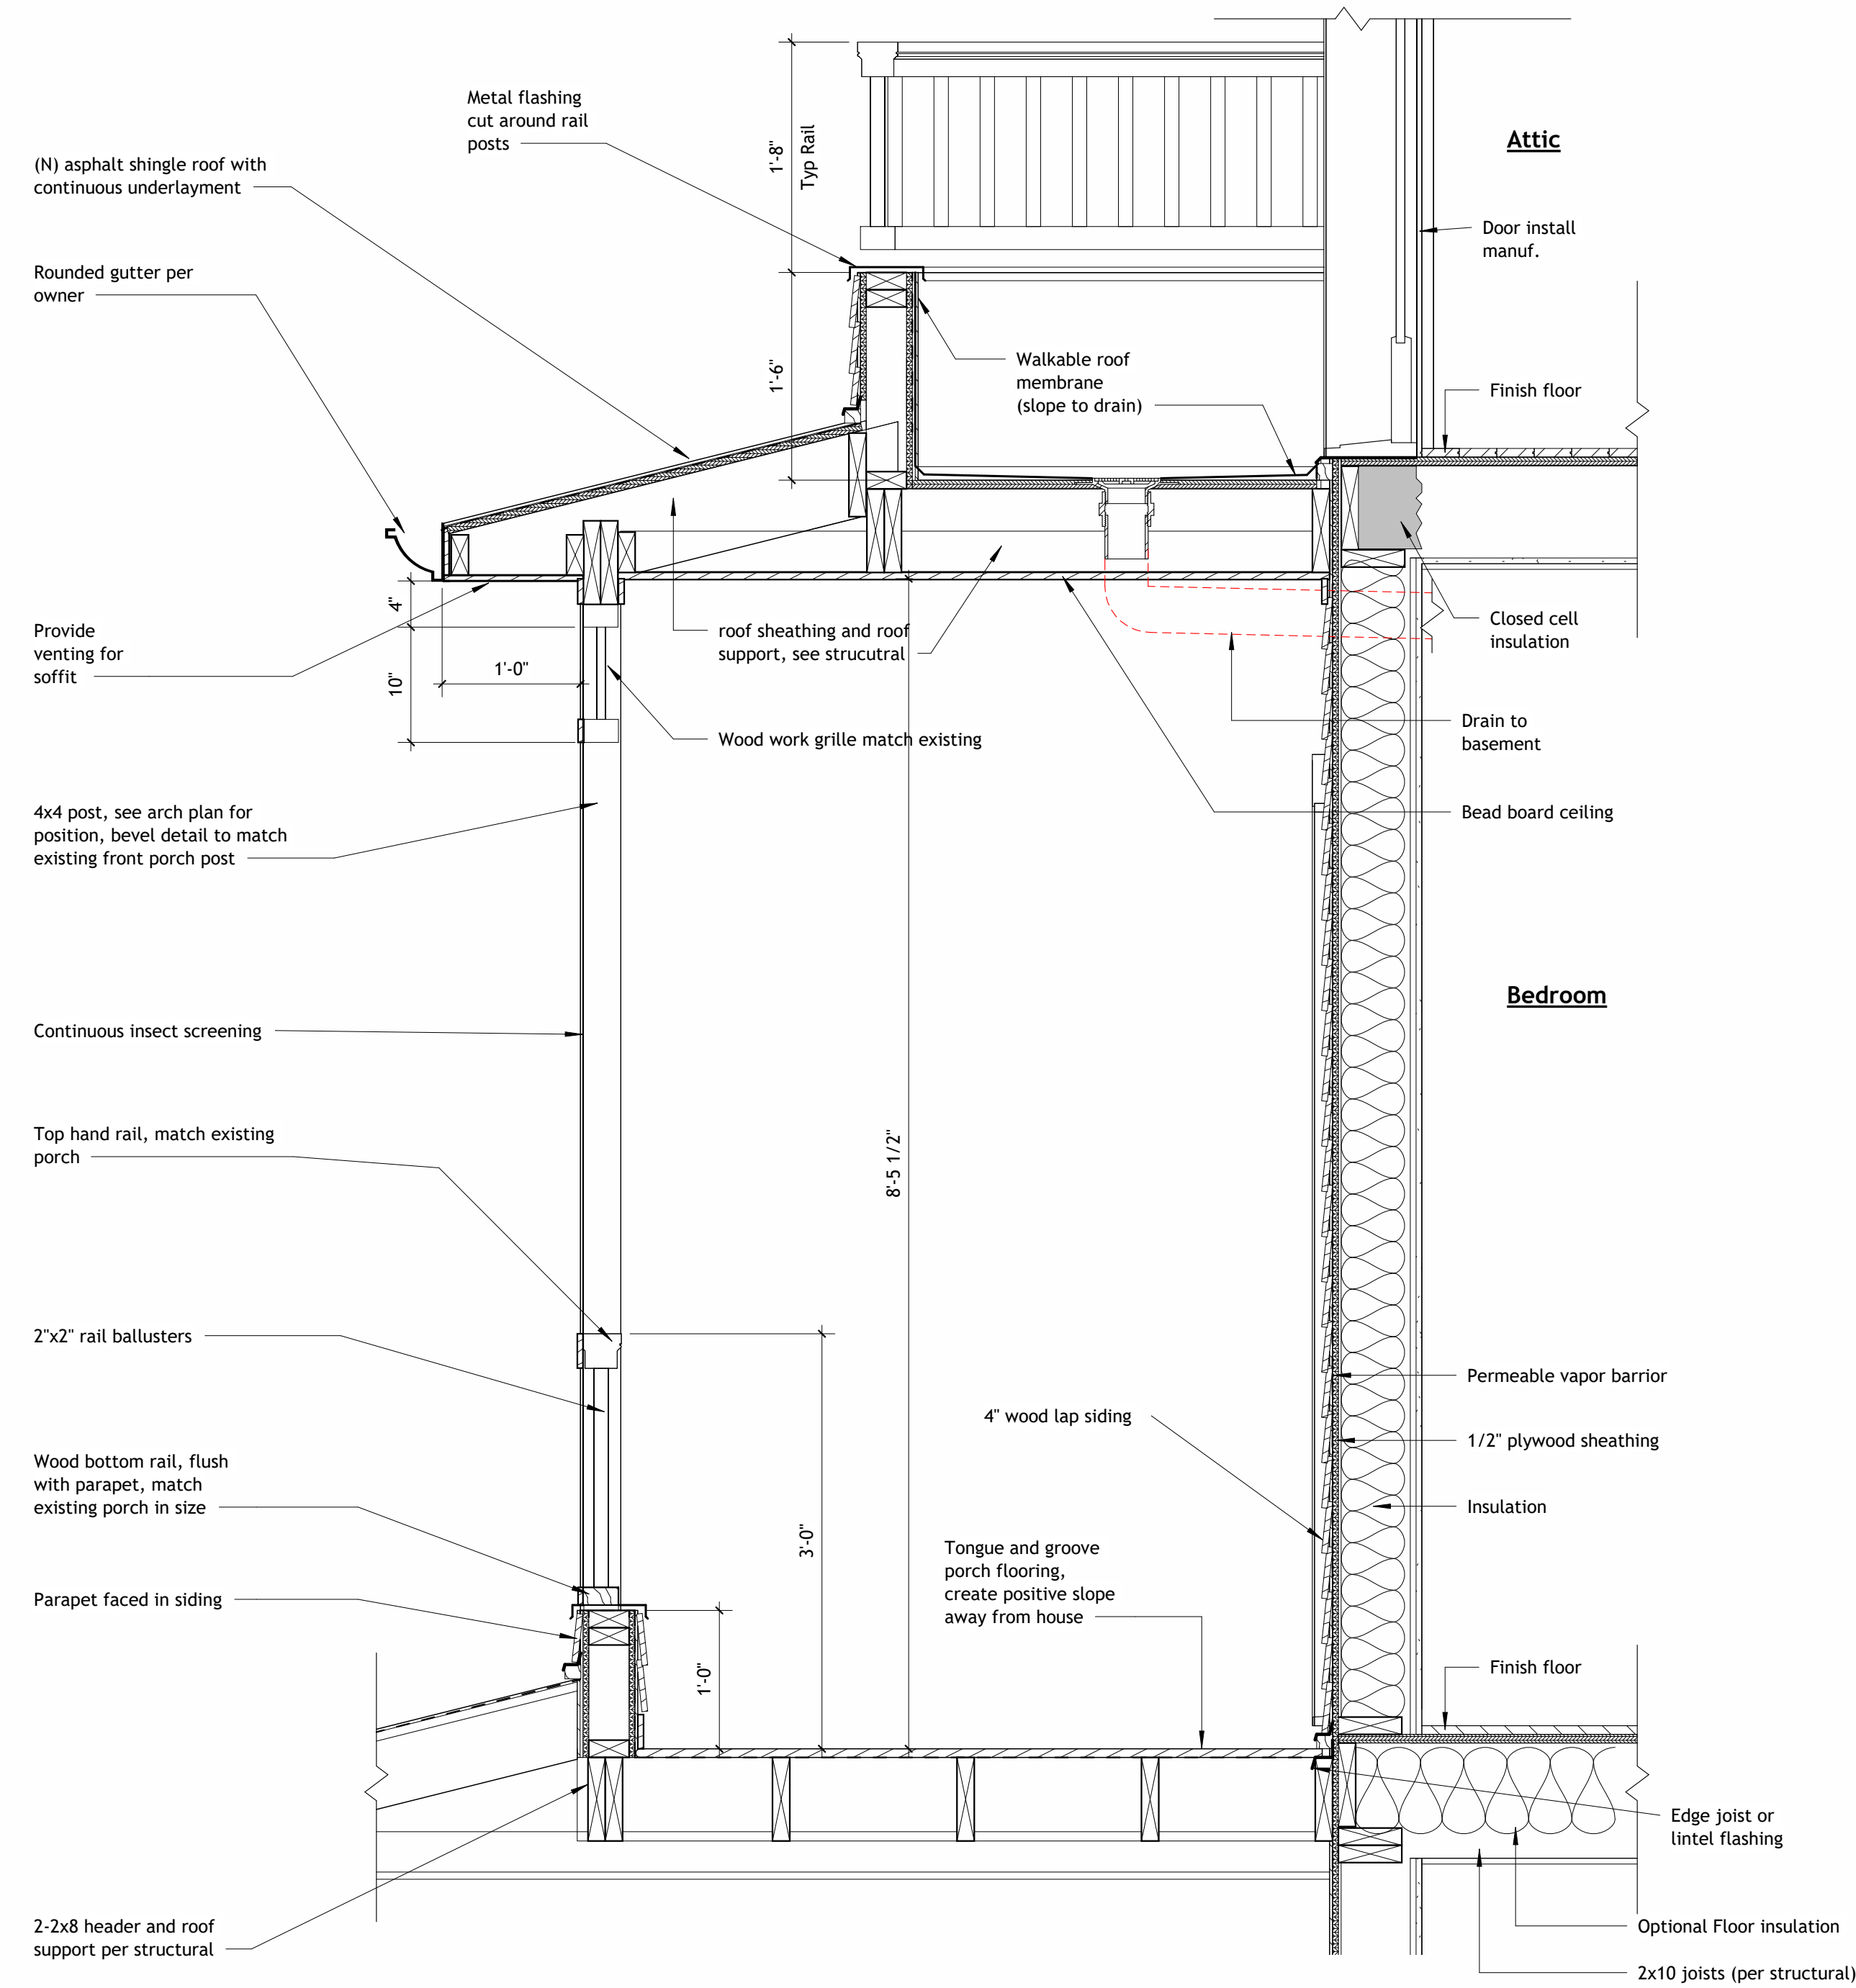 Metal flashing
cut around rail
posts
(N) asphalt shingle roof with
continuous underlayment
Rounded gutter per
owner
1'-8"
Typ Rail
1'-6"
Attic
Door install
manuf.
Walkable roof
membrane
(slope to drain)
Finish floor
Provide
venting for
soffit
4"
10"
1'-0"
roof sheathing and roof
support, see strucutral
Closed cell
insulation
Wood work grille match existing
Drain to
basement
4x4 post, see arch plan for
position, bevel detail to match
existing front porch post
Bead board ceiling
Bedroom
Continuous insect screening
Top hand rail, match existing
porch
8'-5 1/2"
2"x2" rail ballusters
Permeable vapor barrior
4" wood lap siding
1/2" plywood sheathing
Wood bottom rail, flush
with parapet, match
existing porch in size
Insulation
3'-0"
Tongue and groove
porch flooring,
create positive slope
away from house
Parapet faced in siding
1'-0"
Finish floor
Edge joist or
lintel flashing
2-2x8 header and roof
support per structural
Optional Floor insulation
2x10 joists (per structural)